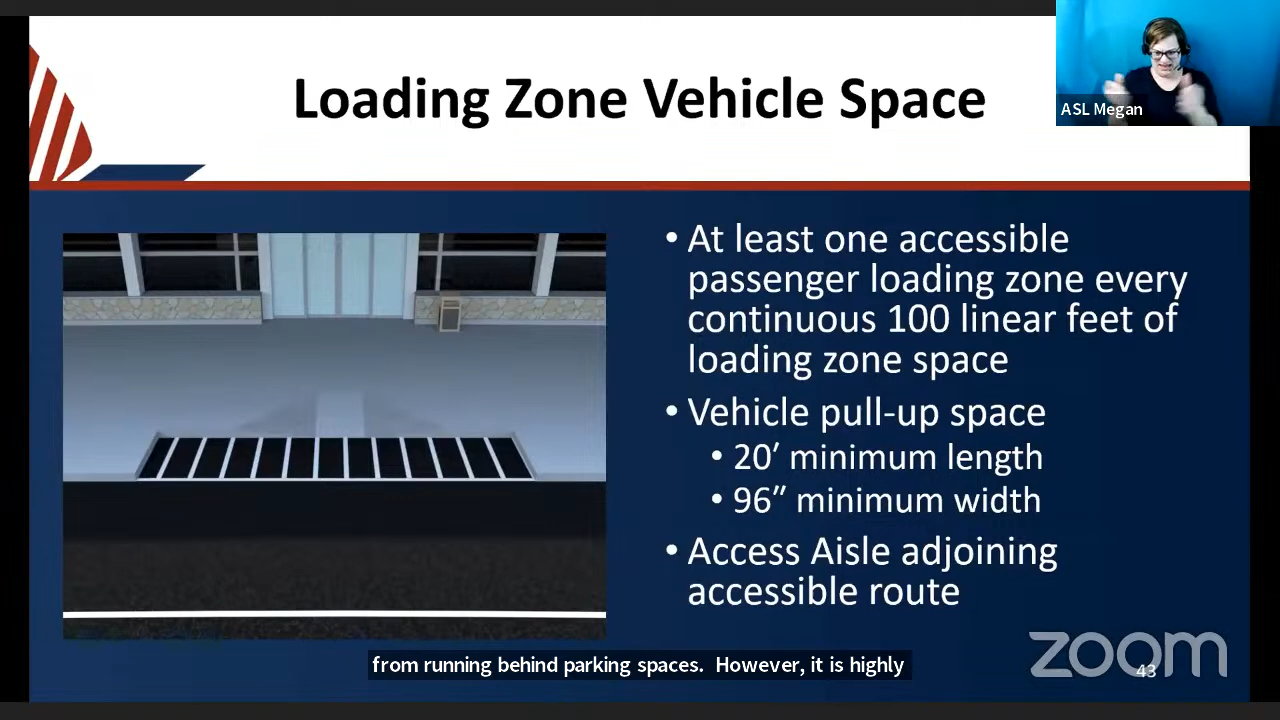 Loading Zone Vehicle Space
ASL Megan
• At least one accessible
passenger loading zone every
continuous 100 linear feet of
loading zone space
• Vehicle pull-up space
• 20′ minimum length
• 96″ minimum width
• Access Aisle adjoining
accessible route
from running behind parking spaces. However, it is highly
zoom
43